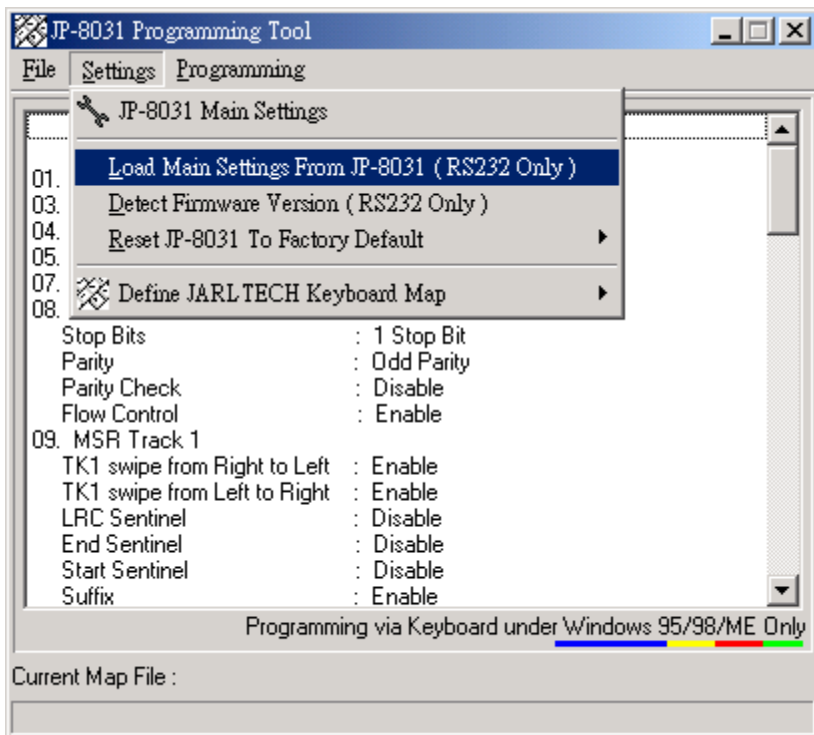 JP-8031 Programming Tool
File Settings Programming
JP-8031 Main Settings
Load Main Settings From JP-8031 ( RS232 Only )
Detect Firmware Version ( RS232 Only )
Reset JP-8031 To Factory Default
Define JARLTECH Keyboard Map
01.
03.
04.
05.
07.
08.
Stop Bits : 1 Stop Bit
Parity : Odd Parity
Parity Check : Disable
Flow Control : Enable
09. MSR Track 1
TK1 swipe from Right to Left : Enable
TK1 swipe from Left to Right : Enable
LRC Sentinel : Disable
End Sentinel : Disable
Start Sentinel : Disable
Suffix : Enable
Programming via Keyboard under Windows 95/98/ME Only
Current Map File :